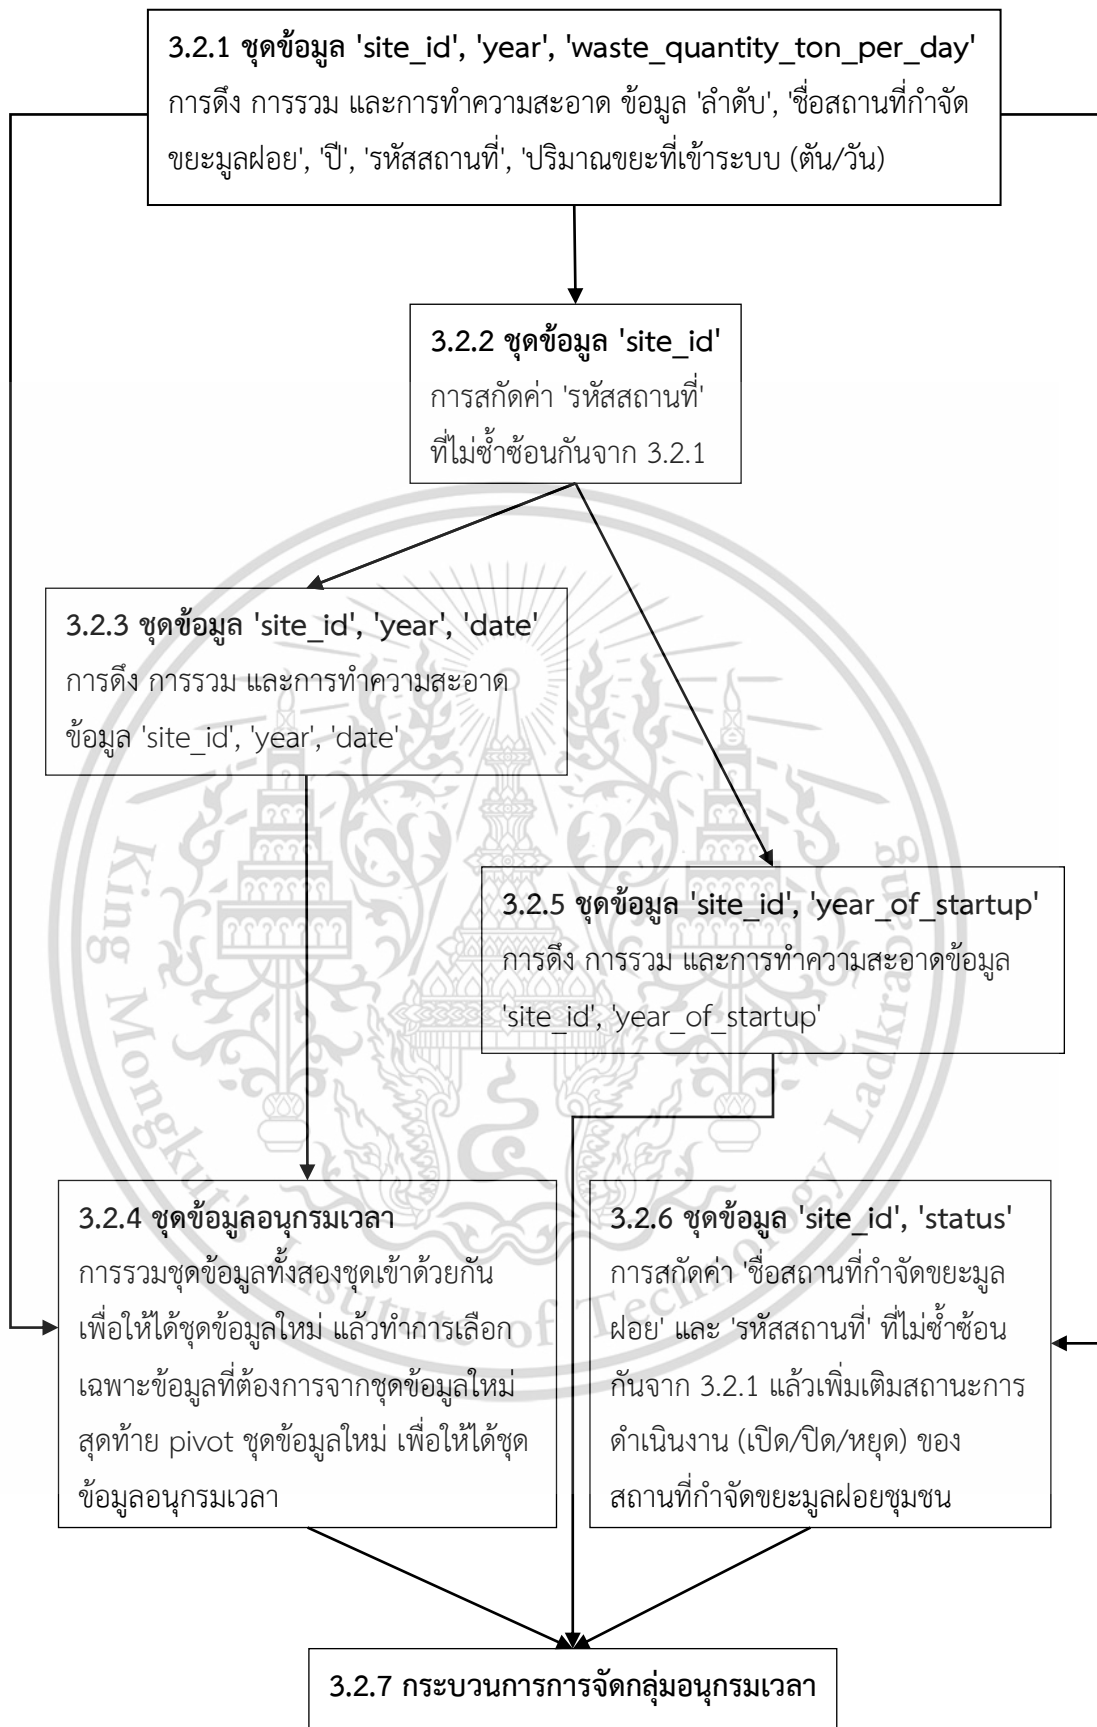 3.2.1 ชุดข้อมูล 'site_id', 'year', 'waste_quantity_ton_per_day'
การดึง การรวม และการทำความสะอาด ข้อมูล 'ลำดับ', 'ชื่อสถานที่กำจัด
ขยะมูลฝอย', 'ปี', 'รหัสสถานที่', 'ปริมาณขยะที่เข้าระบบ (ตัน/วัน)
3.2.2 ชุดข้อมูล 'site_id'
การสกัดค่า 'รหัสสถานที่'
ที่ไม่ซ้ำซ้อนกันจาก 3.2.1
3.2.3 ชุดข้อมูล 'site_id', 'year', 'date'
การดึง การรวม และการทำความสะอาด
ข้อมูล 'site_id', 'year', 'date'
3.2.5 ชุดข้อมูล 'site_id', 'year_of_startup'
การดึง การรวม และการทำความสะอาดข้อมูล
'site_id', 'year_of_startup'
3.2.4 ชุดข้อมูลอนุกรมเวลา
การรวมชุดข้อมูลทั้งสองชุดเข้าด้วยกัน
เพื่อให้ได้ชุดข้อมูลใหม่ แล้วทำการเลือก
เฉพาะข้อมูลที่ต้องการจากชุดข้อมูลใหม่
สุดท้าย pivot ชุดข้อมูลใหม่ เพื่อให้ได้ชุด
ข้อมูลอนุกรมเวลา
3.2.6 ชุดข้อมูล 'site_id', 'status'
การสกัดค่า 'ชื่อสถานที่กำจัดขยะมูล
ฝอย' และ 'รหัสสถานที่' ที่ไม่ซ้ำซ้อน
กันจาก 3.2.1 แล้วเพิ่มเติมสถานะการ
ดำเนินงาน (เปิด/ปิด/หยุด) ของ
สถานที่กำจัดขยะมูลฝอยชุมชน
3.2.7 กระบวนการการจัดกลุ่มอนุกรมเวลา
King Mongkut's Institute of Technology Ladkrabang